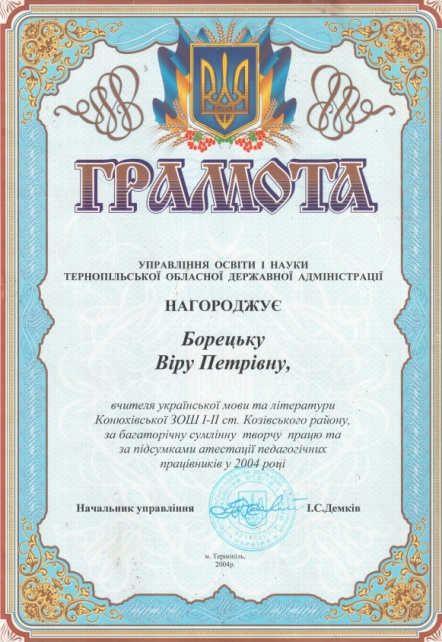 ГРАМОТА
УПРАВЛІННЯ ОСВІТИ І НАУКИ
ТЕРНОПІЛЬСЬКОЇ ОБЛАСНОЇ ДЕРЖАВНОЇ АДМІНІСТРАЦІЇ
НАГОРОДЖУЄ
Борецьку
Віру Петрівну,
вчителя української мови та літератури
Конюхівської ЗОШ І-ІІ ст. Козівського району,
за багаторічну сумлінну творчу працю та
за підсумками атестації педагогічних
працівників у 2004 році
Начальник управління І.С.Демків
м. Тернопіль,
2004р.